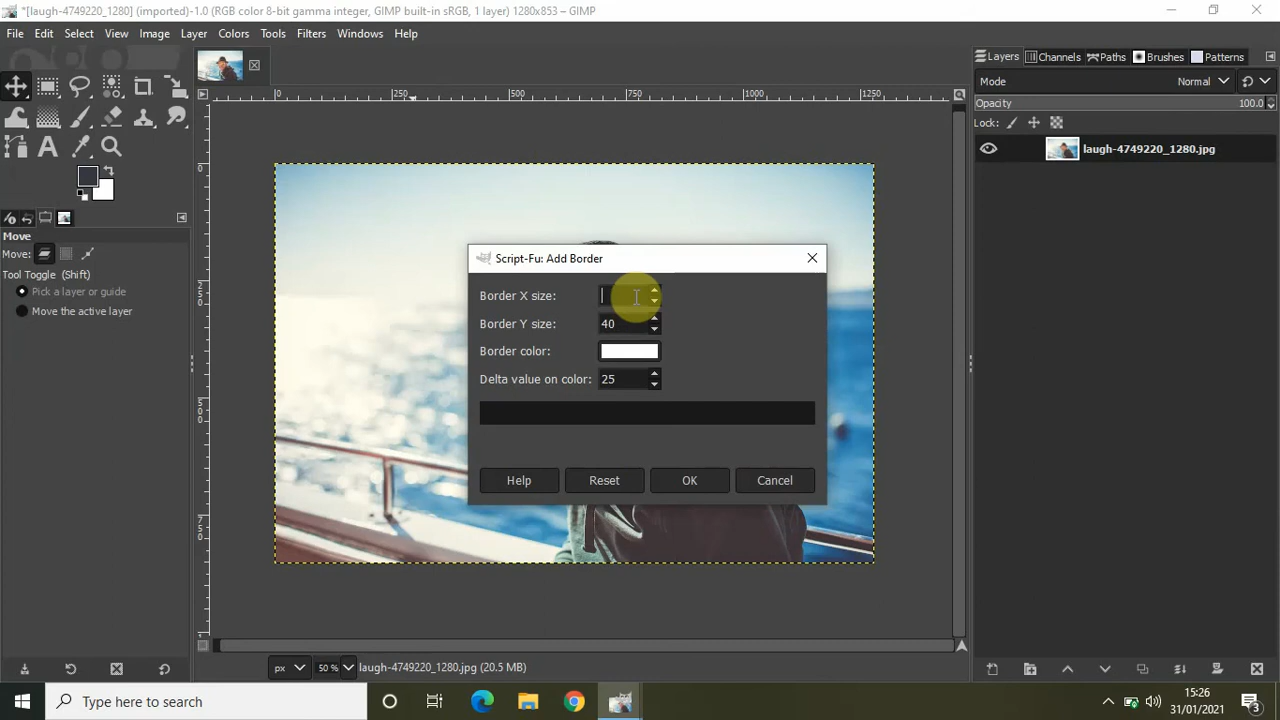 *[laugh-4749220_1280] (imported)-1.0 (RGB color 8-bit gamma integer, GIMP built-in sRGB, 1 layer) 1280x853 – GIMP
File Edit Select View Image Layer Colors Tools Filters Windows Help
Layers Channels Paths Brushes Patterns
Mode Normal
0 250 500 750 1000 1250
Opacity 100.0
Lock:
laugh-4749220_1280.jpg
0
Move
Move:
Tool Toggle (Shift)
Pick a layer or guide
Move the active layer
250
500
750
Script-Fu: Add Border
Border X size:
Border Y size: 40
Border color:
Delta value on color: 25
Help Reset OK Cancel
px 50 % laugh-4749220_1280.jpg (20.5 MB)
Type here to search
15:26
31/01/2021
3